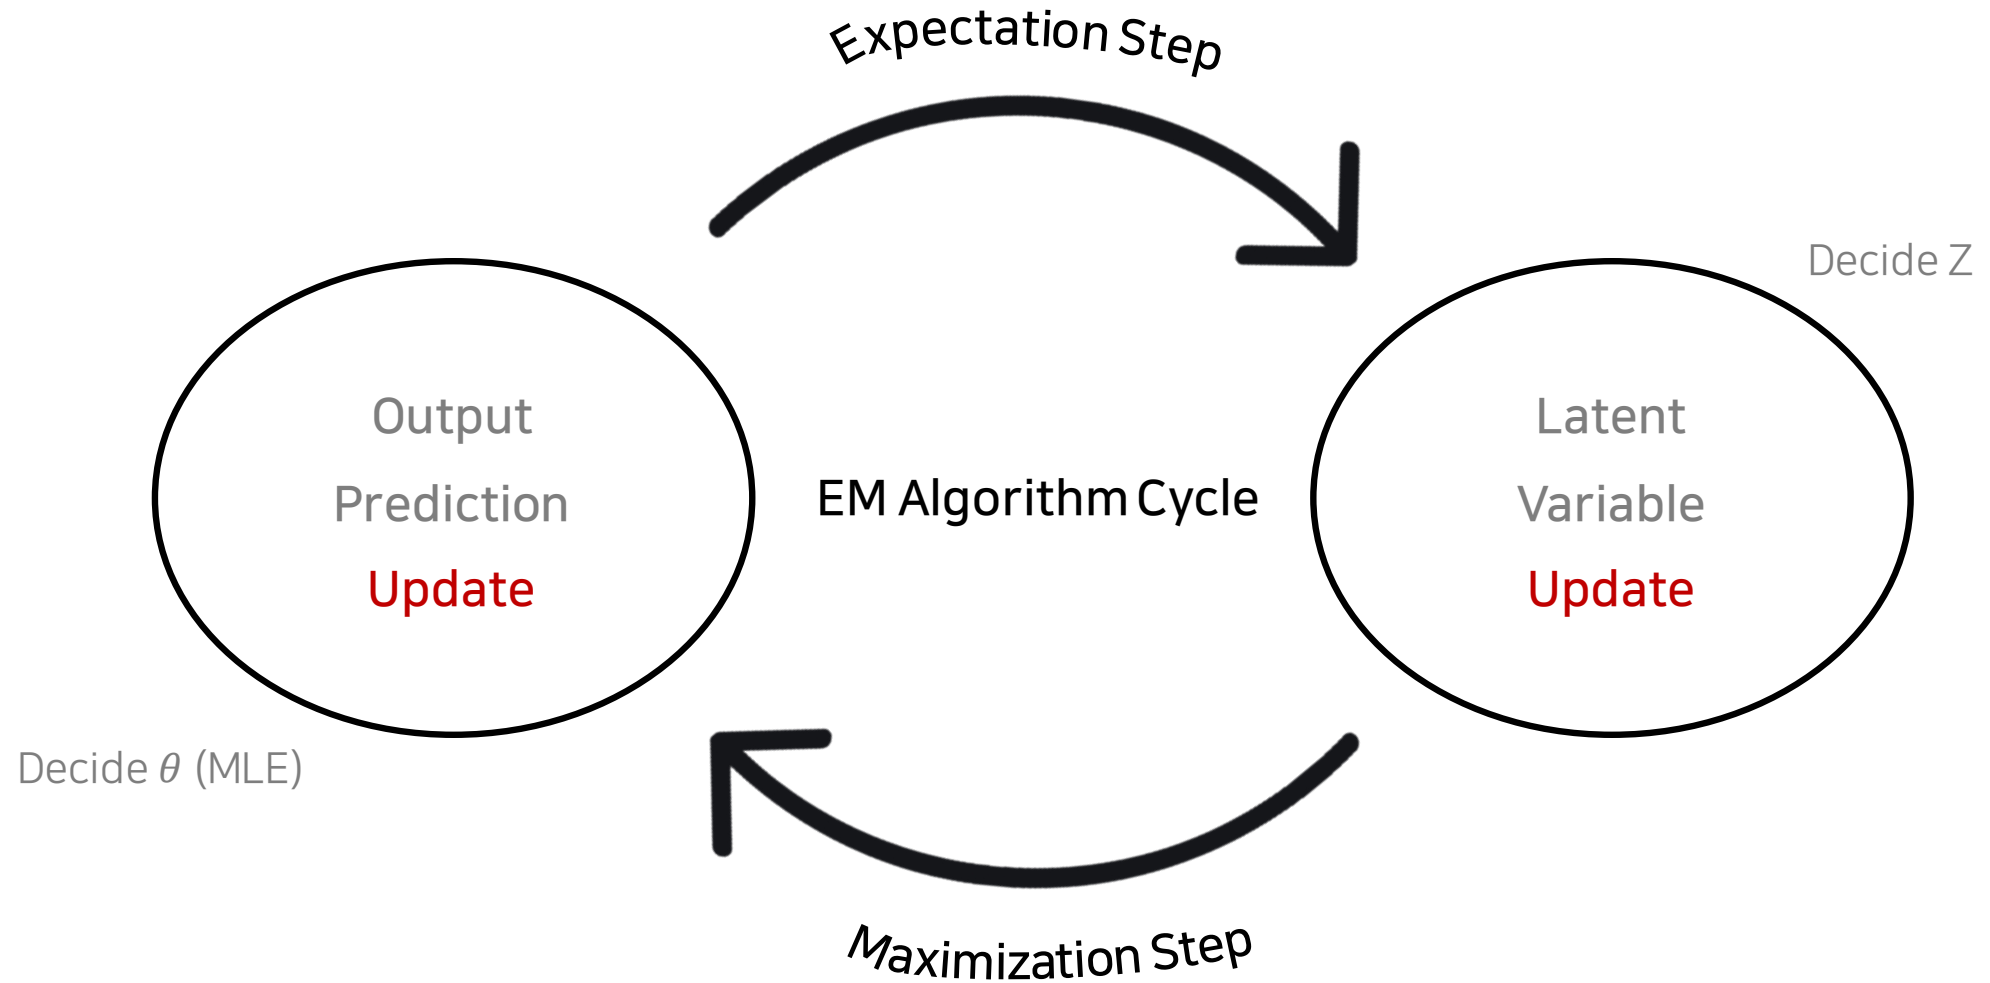 Expectation Step
Decide Z
Output
Prediction
Update
EM Algorithm Cycle
Latent
Variable
Update
Decide θ (MLE)
Maximization Step